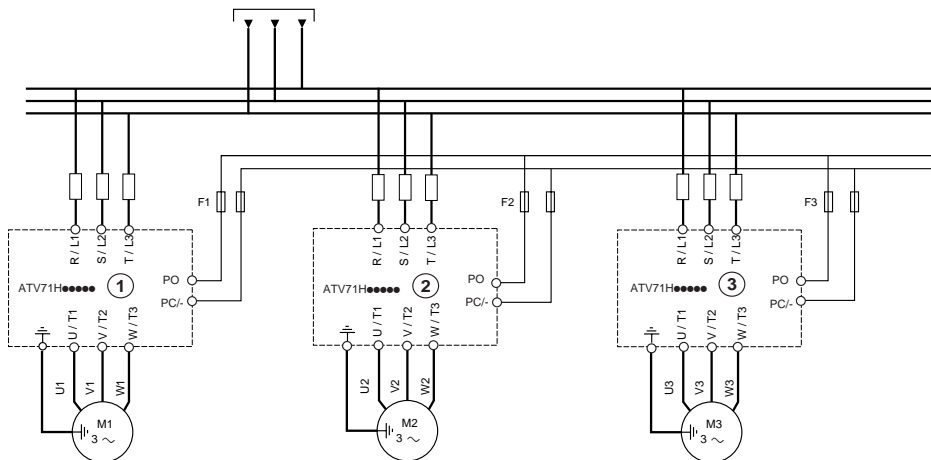 F1
F2
F3
R / L1
S / L2
T / L3
R / L1
S / L2
T / L3
R / L1
S / L2
T / L3
ATV71H●●●●●
1
PO
PC/-
ATV71H●●●●●
2
PO
PC/-
ATV71H●●●●●
3
PO
PC/-
U / T1
V / T2
W / T3
U / T1
V / T2
W / T3
U / T1
V / T2
W / T3
U1
V1
W1
U2
V2
W2
U3
V3
W3
M1
3 ~
M2
3 ~
M3
3 ~